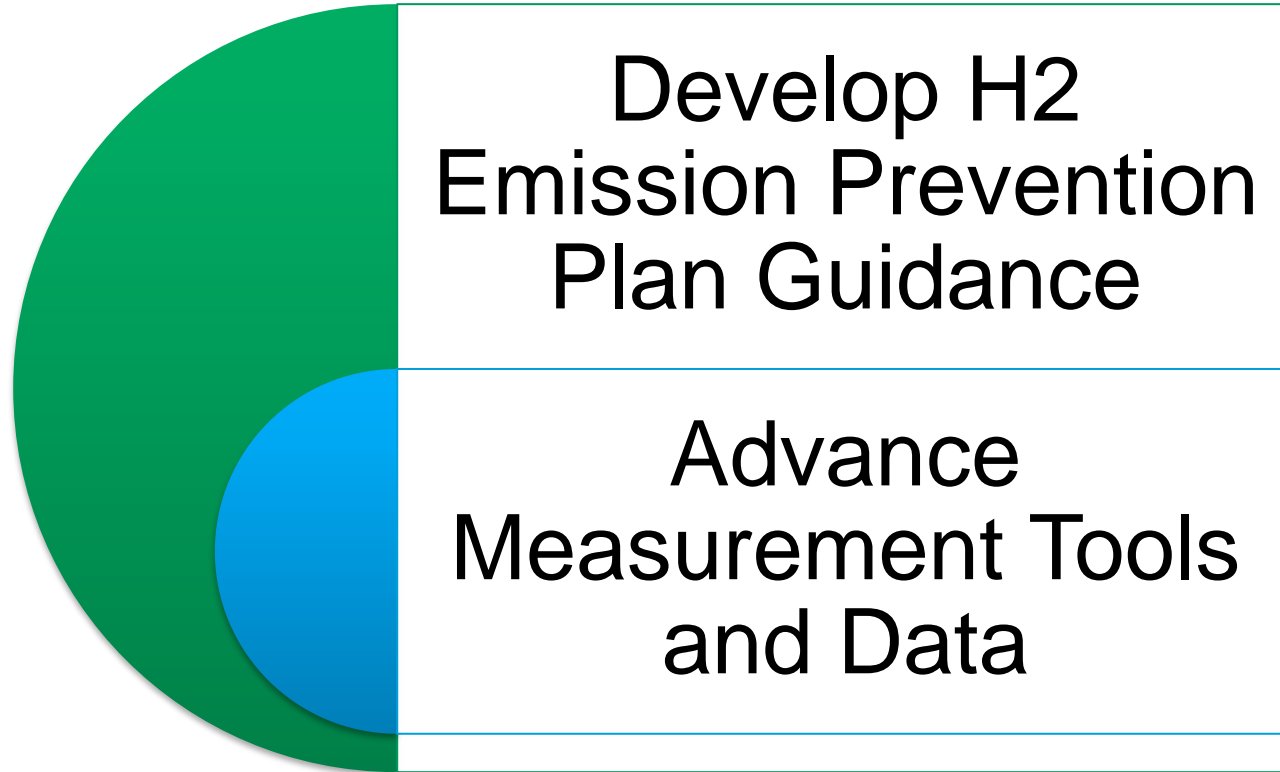 Develop H2
Emission Prevention
Plan Guidance
Advance
Measurement Tools
and Data